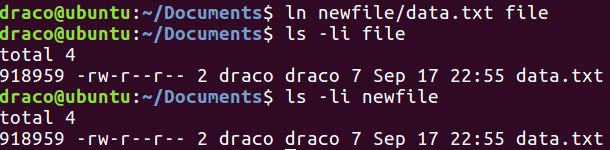 draco@ubuntu:~/Documents$ ln newfile/data.txt file
draco@ubuntu:~/Documents$ ls -li file
total 4
918959 -rw-r--r-- 2 draco draco 7 Sep 17 22:55 data.txt
draco@ubuntu:~/Documents$ ls -li newfile
total 4
918959 -rw-r--r-- 2 draco draco 7 Sep 17 22:55 data.txt